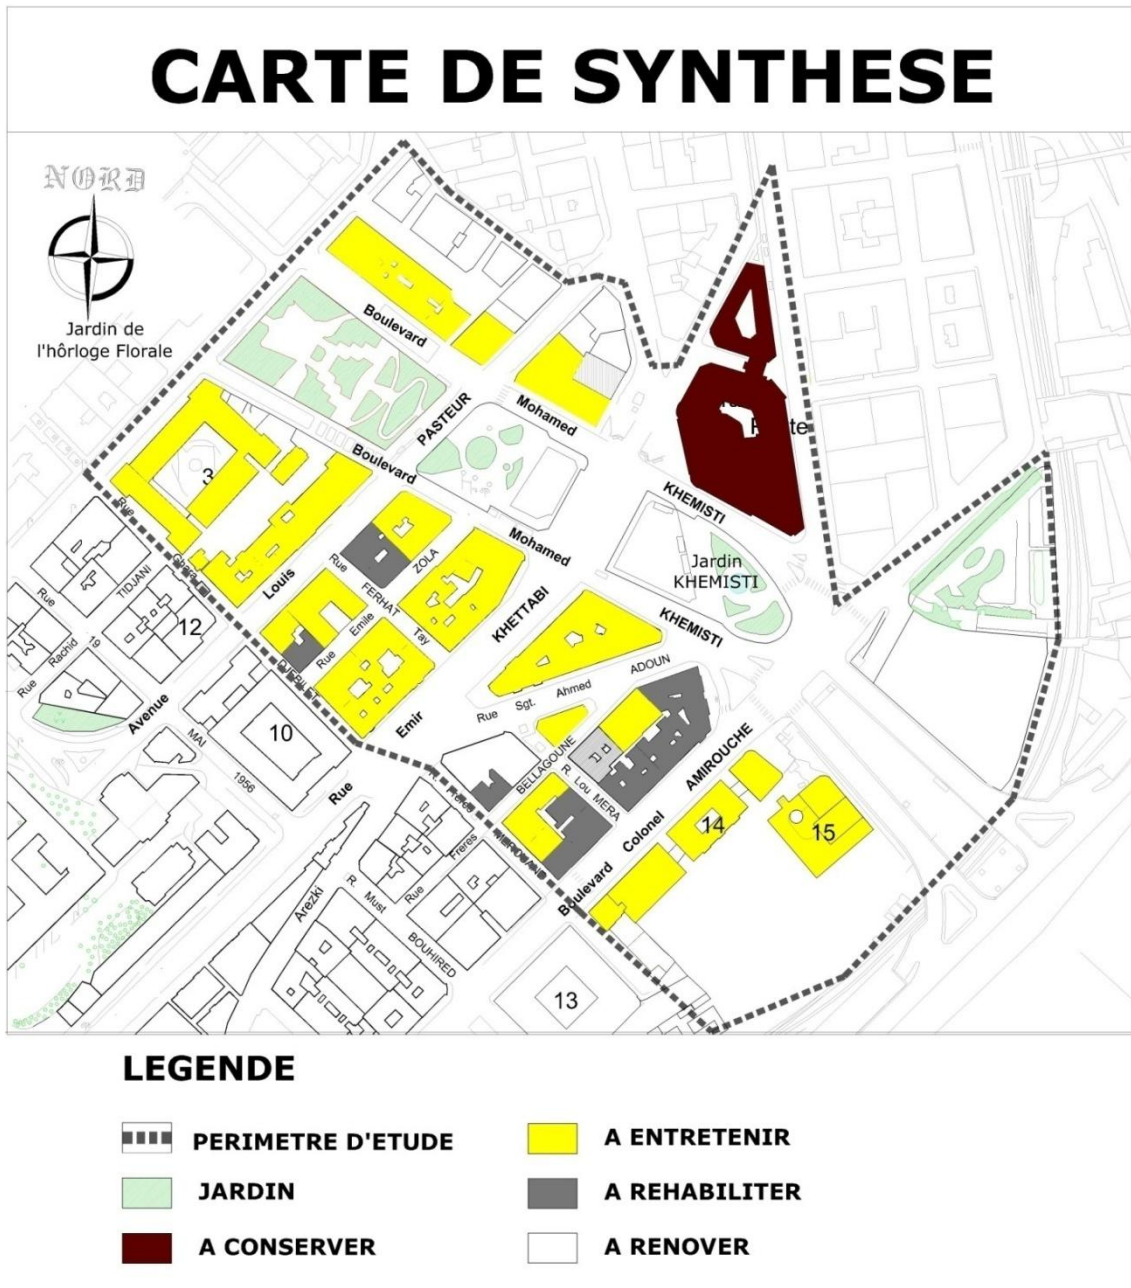 CARTE DE SYNTHESE
NORD
Jardin de
l'hôrloge Florale
Boulevard
Mohamed
PASTEUR
Boulevard
Mohamed
KHEMISTI
te
Jardin
KHEMISTI
KHEMISTI
3
Rue
Louis
Rue
FERHAT
ZOLA
Emile
Tay
Rue
KHETTABI
Emir
Rue
Sgt.
Ahmed
ADOUN
Rue
TIDJANI
Rachid
19
Rue
12
Avenue
MAI
1956
10
Rue
BELLAGOUNE
R.
Lou
MERA
AMIROUCHE
Colonel
Boulevard
14
15
Freres
Rue
R.
Must
BOUHIRED
Arezki
13
LEGENDE
PERIMETRE D'ETUDE
JARDIN
A CONSERVER
A ENTRETENIR
A REHABILITER
A RENOVER